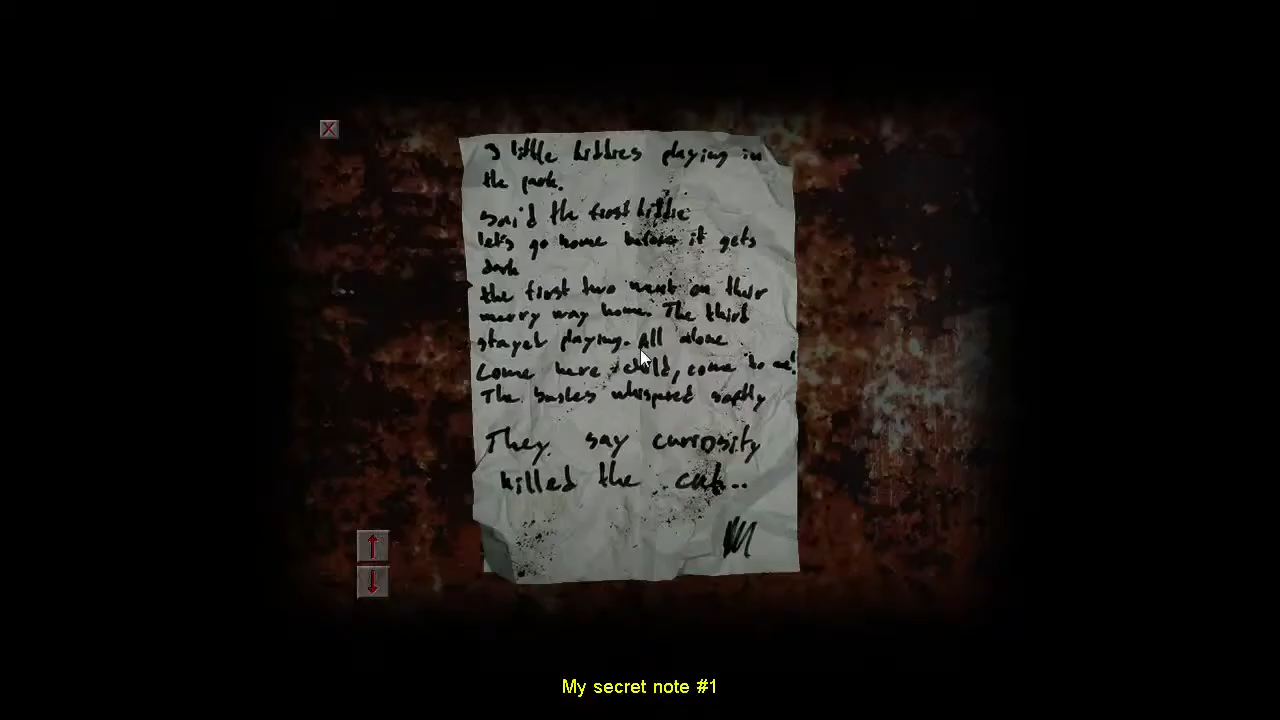 3 little kiddies playing in
the park.
said the first kiddie
let's go home before it gets
dark
the first two went on their
merry way home. The third
stayet playing. All alone
Come here child, come to me!
The bushes whispered softly
They say curiosity
killed the cat..
X
My secret note #1